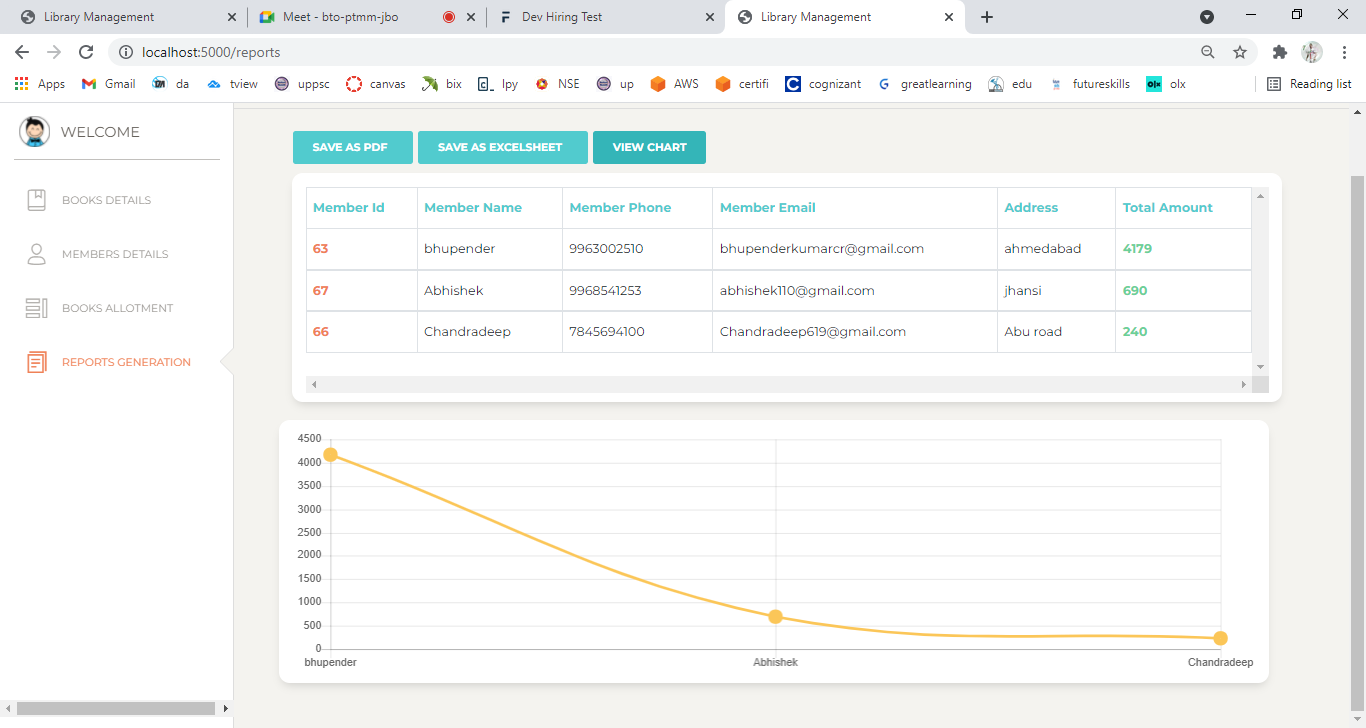 Library Management
Meet - bto-ptmm-jbo
Dev Hiring Test
Library Management
localhost:5000/reports
Apps
Gmail
da
tview
uppsc
canvas
bix
lpy
NSE
up
AWS
certifi
cognizant
greatlearning
edu
futureskills
olx
Reading list
WELCOME
BOOKS DETAILS
MEMBERS DETAILS
BOOKS ALLOTMENT
REPORTS GENERATION
SAVE AS PDF
SAVE AS EXCELSHEET
VIEW CHART
Member Id Member Name Member Phone Member Email Address Total Amount
63 bhupender 9963002510 bhupenderkumarcr@gmail.com ahmedabad 4179
67 Abhishek 9968541253 abhishek110@gmail.com jhansi 690
66 Chandradeep 7845694100 Chandradeep619@gmail.com Abu road 240
4500
4000
3500
3000
2500
2000
1500
1000
500
0
bhupender Abhishek Chandradeep